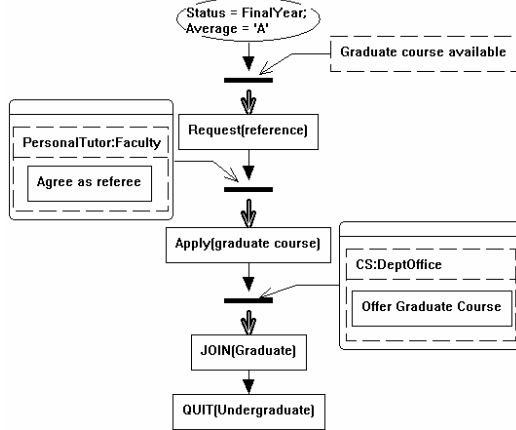 Status = FinalYear;
Average = 'A'
Graduate course available
Request(reference)
PersonalTutor:Faculty
Agree as referee
Apply(graduate course)
CS:DeptOffice
Offer Graduate Course
JOIN(Graduate)
QUIT(Undergraduate)